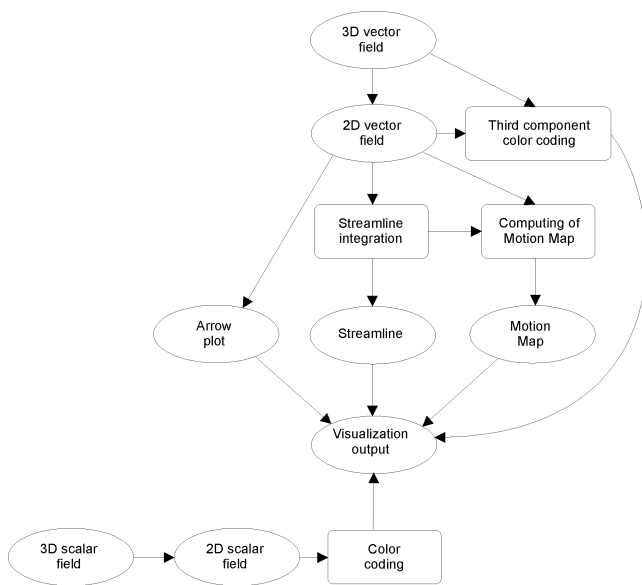 3D vector
field
2D vector
field
Third component
color coding
Streamline
integration
Computing of
Motion Map
Arrow
plot
Streamline
Motion
Map
Visualization
output
3D scalar
field
2D scalar
field
Color
coding